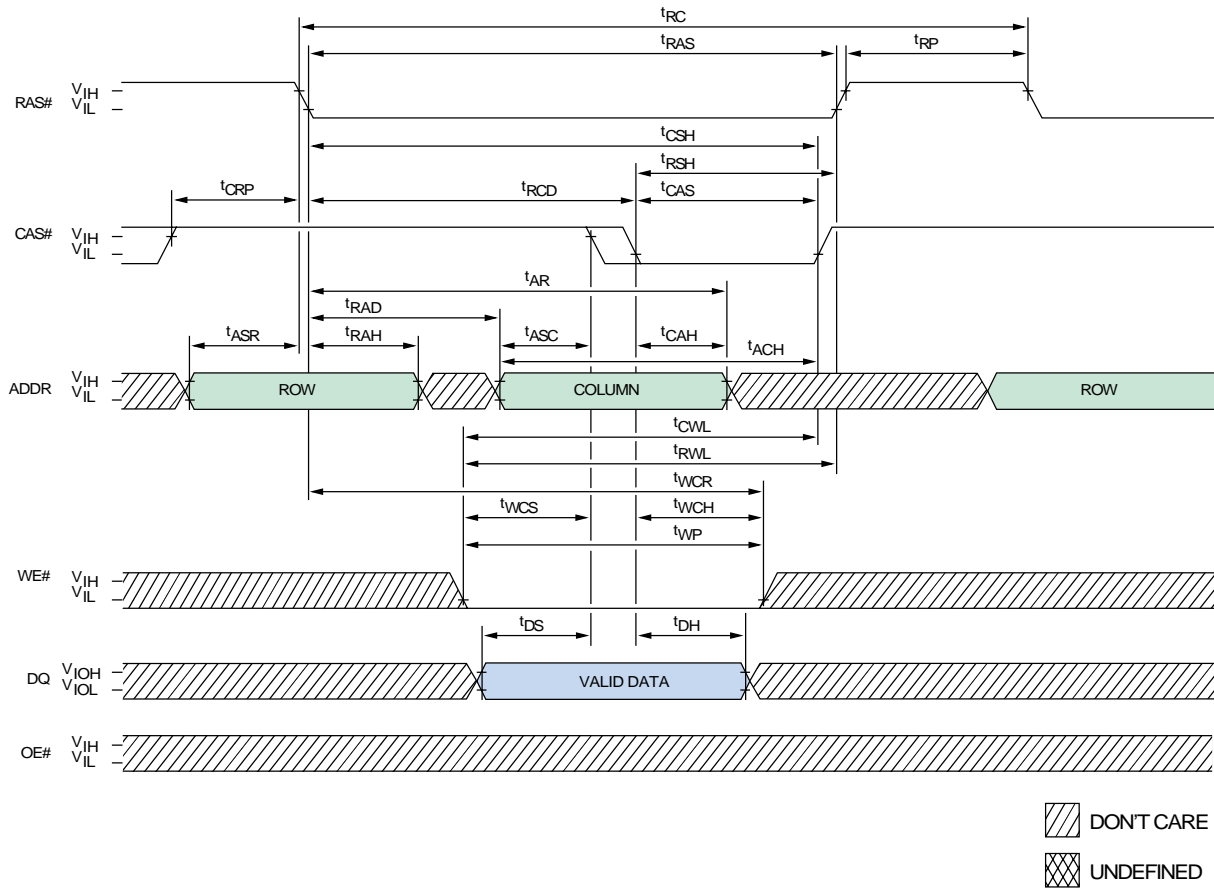 tRC
tRAS
tRP
RAS#
VIH
VIL
tCSH
tRSH
tCRP
tRCD
tCAS
CAS#
VIH
VIL
tAR
tRAD
tASR
tRAH
tASC
tCAH
tACH
ADDR
VIH
VIL
ROW
COLUMN
ROW
tCWL
tRWL
tWCR
tWCS
tWCH
tWP
WE#
VIH
VIL
tDS
tDH
DQ
VIOH
VIOL
VALID DATA
OE#
VIH
VIL
DON'T CARE
UNDEFINED